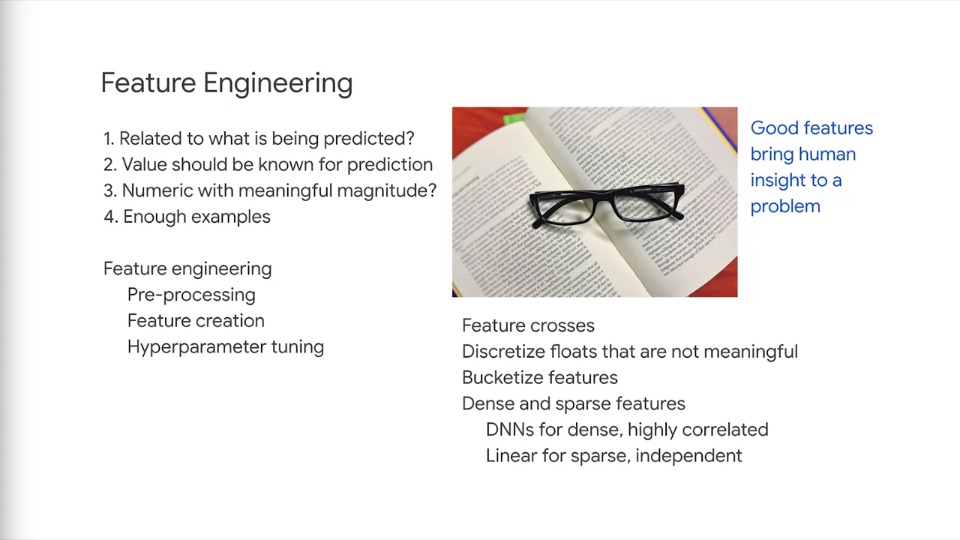 Feature Engineering
1. Related to what is being predicted?
2. Value should be known for prediction
3. Numeric with meaningful magnitude?
4. Enough examples
Feature engineering
Pre-processing
Feature creation
Hyperparameter tuning
Good features
bring human
insight to a
problem
Feature crosses
Discretize floats that are not meaningful
Bucketize features
Dense and sparse features
DNNs for dense, highly correlated
Linear for sparse, independent